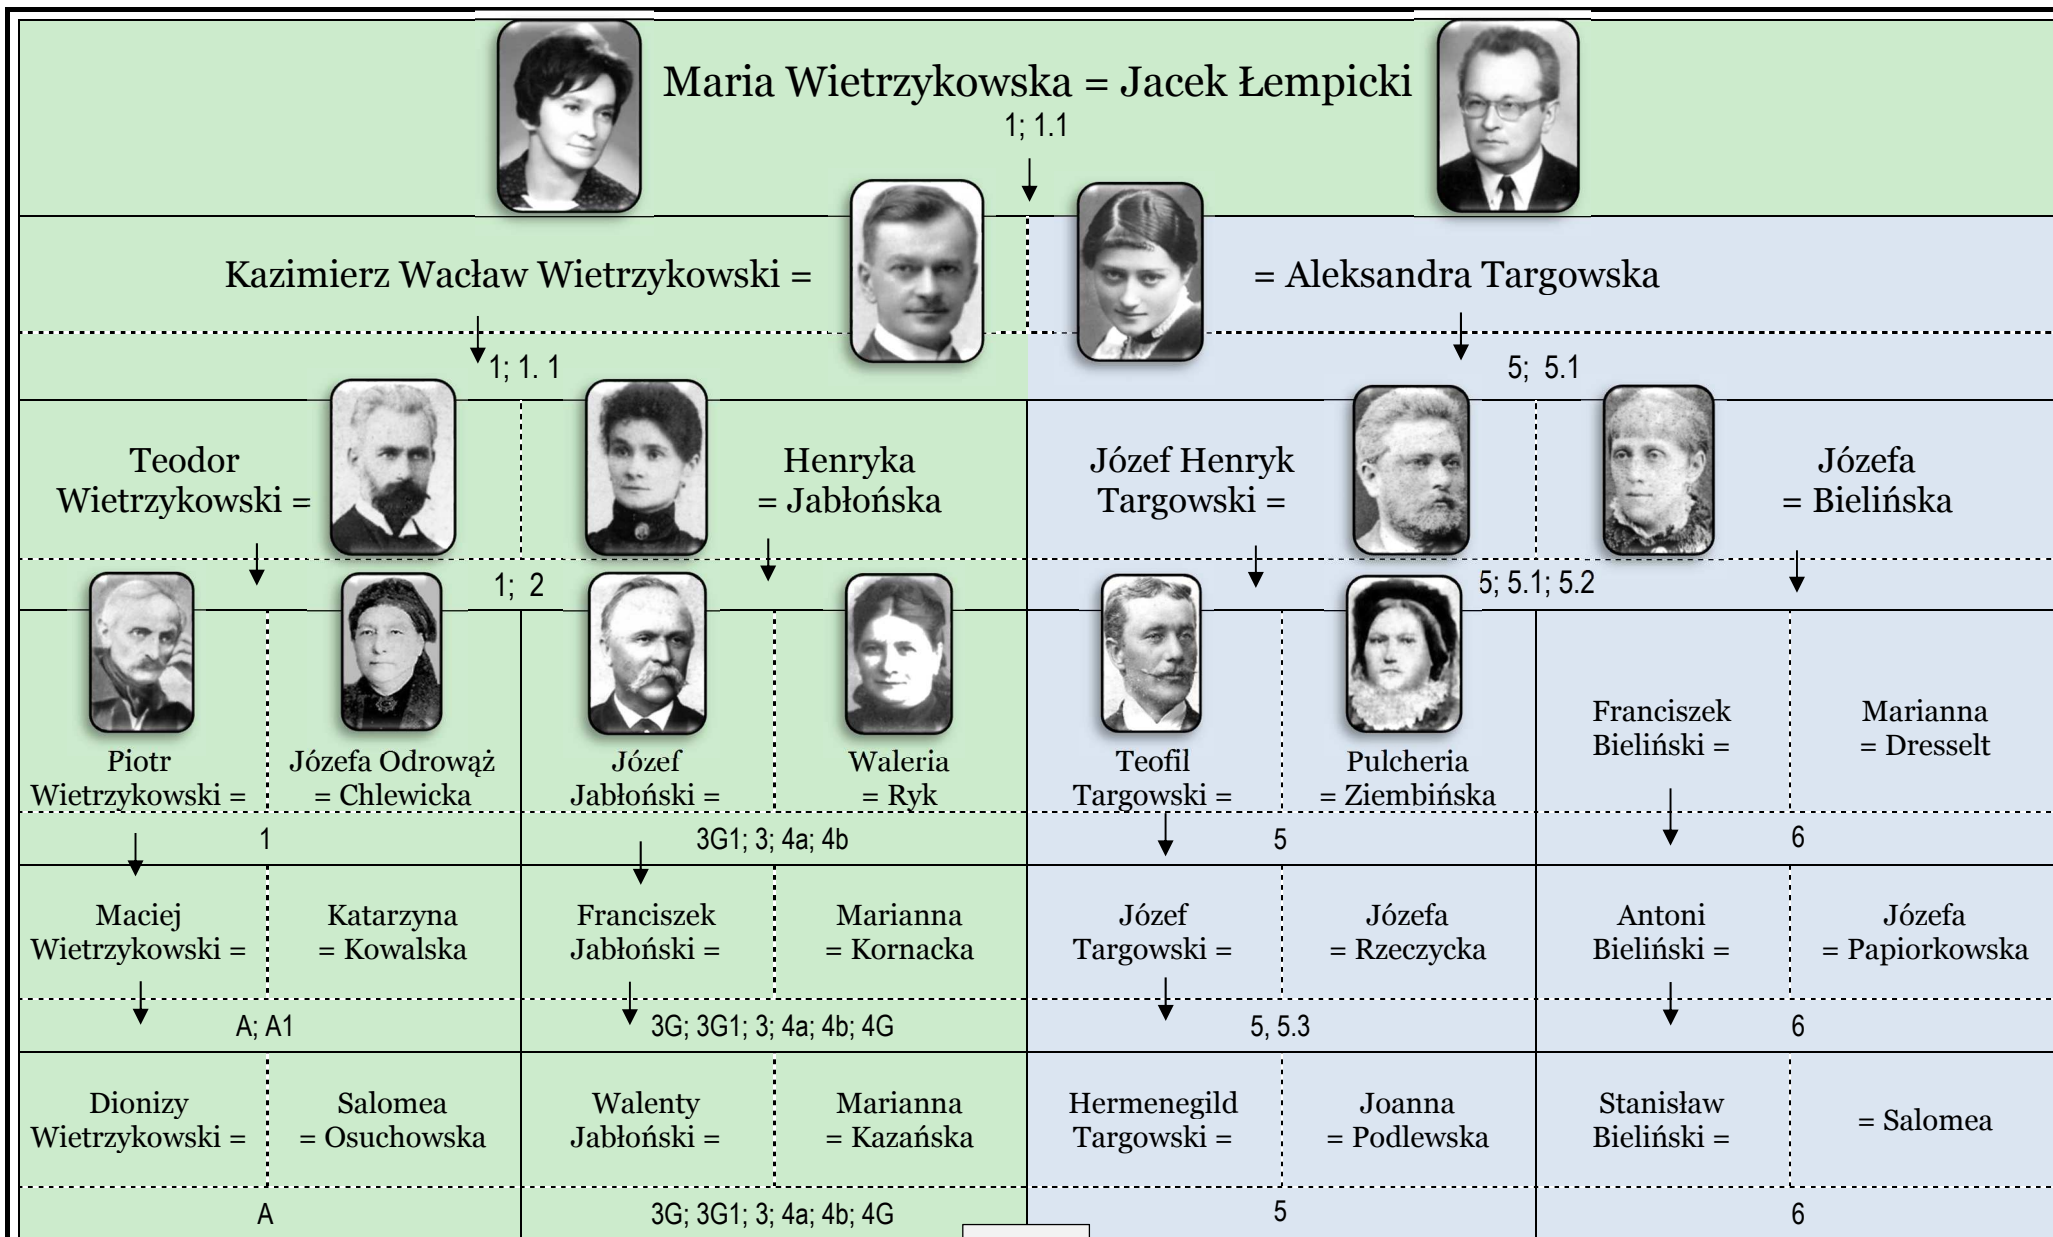 Maria Wietrzykowska = Jacek Łempicki
1; 1.1
Kazimierz Wacław Wietrzykowski =
= Aleksandra Targowska
1; 1. 1
5; 5.1
Teodor
Wietrzykowski =
Henryka
= Jabłońska
Józef Henryk
Targowski =
Józefa
= Bielińska
1; 2
5; 5.1; 5.2
Piotr
Wietrzykowski =
Józefa Odrowąż
= Chlewicka
Józef
Jabłoński =
Waleria
= Ryk
Teofil
Targowski =
Pulcheria
= Ziembińska
Franciszek
Bieliński =
Marianna
= Dresselt
1
3G1; 3; 4a; 4b
5
6
Maciej
Wietrzykowski =
Katarzyna
= Kowalska
Franciszek
Jabłoński =
Marianna
= Kornacka
Józef
Targowski =
Józefa
= Rzeczycka
Antoni
Bieliński =
Józefa
= Papiorkowska
A; A1
3G; 3G1; 3; 4a; 4b; 4G
5, 5.3
6
Dionizy
Wietrzykowski =
Salomea
= Osuchowska
Walenty
Jabłoński =
Marianna
= Kazańska
Hermenegild
Targowski =
Joanna
= Podlewska
Stanisław
Bieliński =
= Salomea
A
3G; 3G1; 3; 4a; 4b; 4G
5
6